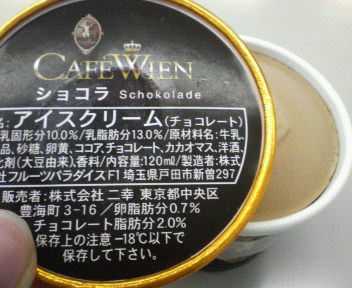 CAFÉ WIEN
ショコラ Schokolade
名:アイスクリーム(チョコレート)
乳固形分10.0%/乳脂肪分13.0%/原材料名:牛乳、
品、砂糖、卵黄、ココア、チョコレート、カカオマス、洋酒、
化剤(大豆由来)、香料/内容量:120ml/製造者:株式
社フルーツパラダイスF1 埼玉県戸田市新曽297
販売者:株式会社 二幸 東京都中央区
豊海町3-16/卵脂肪分0.7%
チョコレート脂肪分2.0%
保存上の注意 −18℃以下で
保存して下さい。